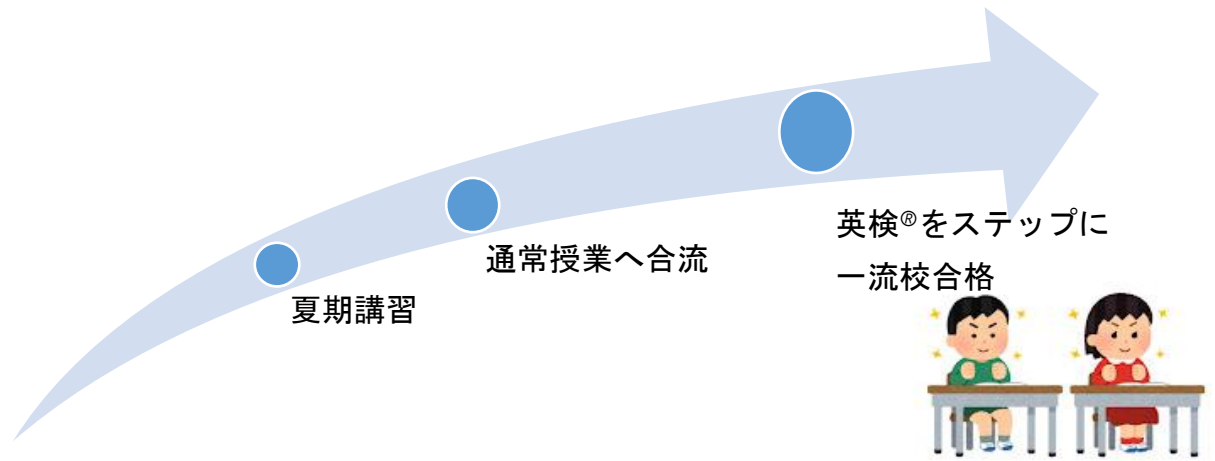 夏期講習
通常授業へ合流
英検®をステップに
一流校合格